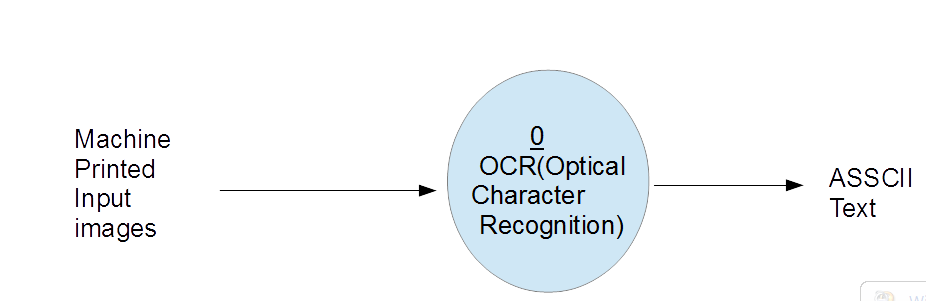 Machine
Printed
Input
images
0
OCR(Optical
Character
Recognition)
ASSCII
Text